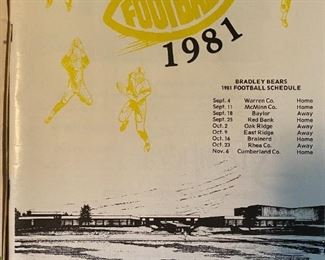 FOOTBALL
1981
BRADLEY BEARS
1981 FOOTBALL SCHEDULE
Sept. 4 Warren Co. Home
Sept. 11 McMinn Co. Home
Sept. 18 Baylor Away
Sept. 25 Red Bank Home
Oct. 2 Oak Ridge Away
Oct. 9 East Ridge Away
Oct. 16 Brainerd Home
Oct. 23 Rhea Co. Away
Nov. 6 Cumberland Co. Home